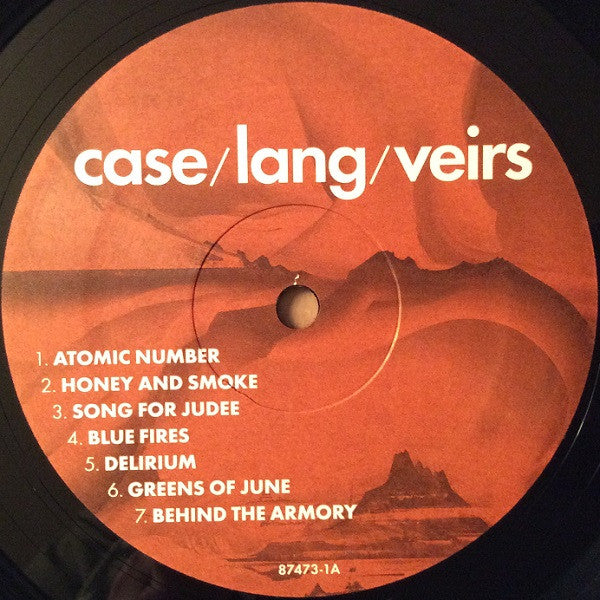 case/lang/veirs
1. ATOMIC NUMBER
2. HONEY AND SMOKE
3. SONG FOR JUDEE
4. BLUE FIRES
5. DELIRIUM
6. GREENS OF JUNE
7. BEHIND THE ARMORY
87473-1A